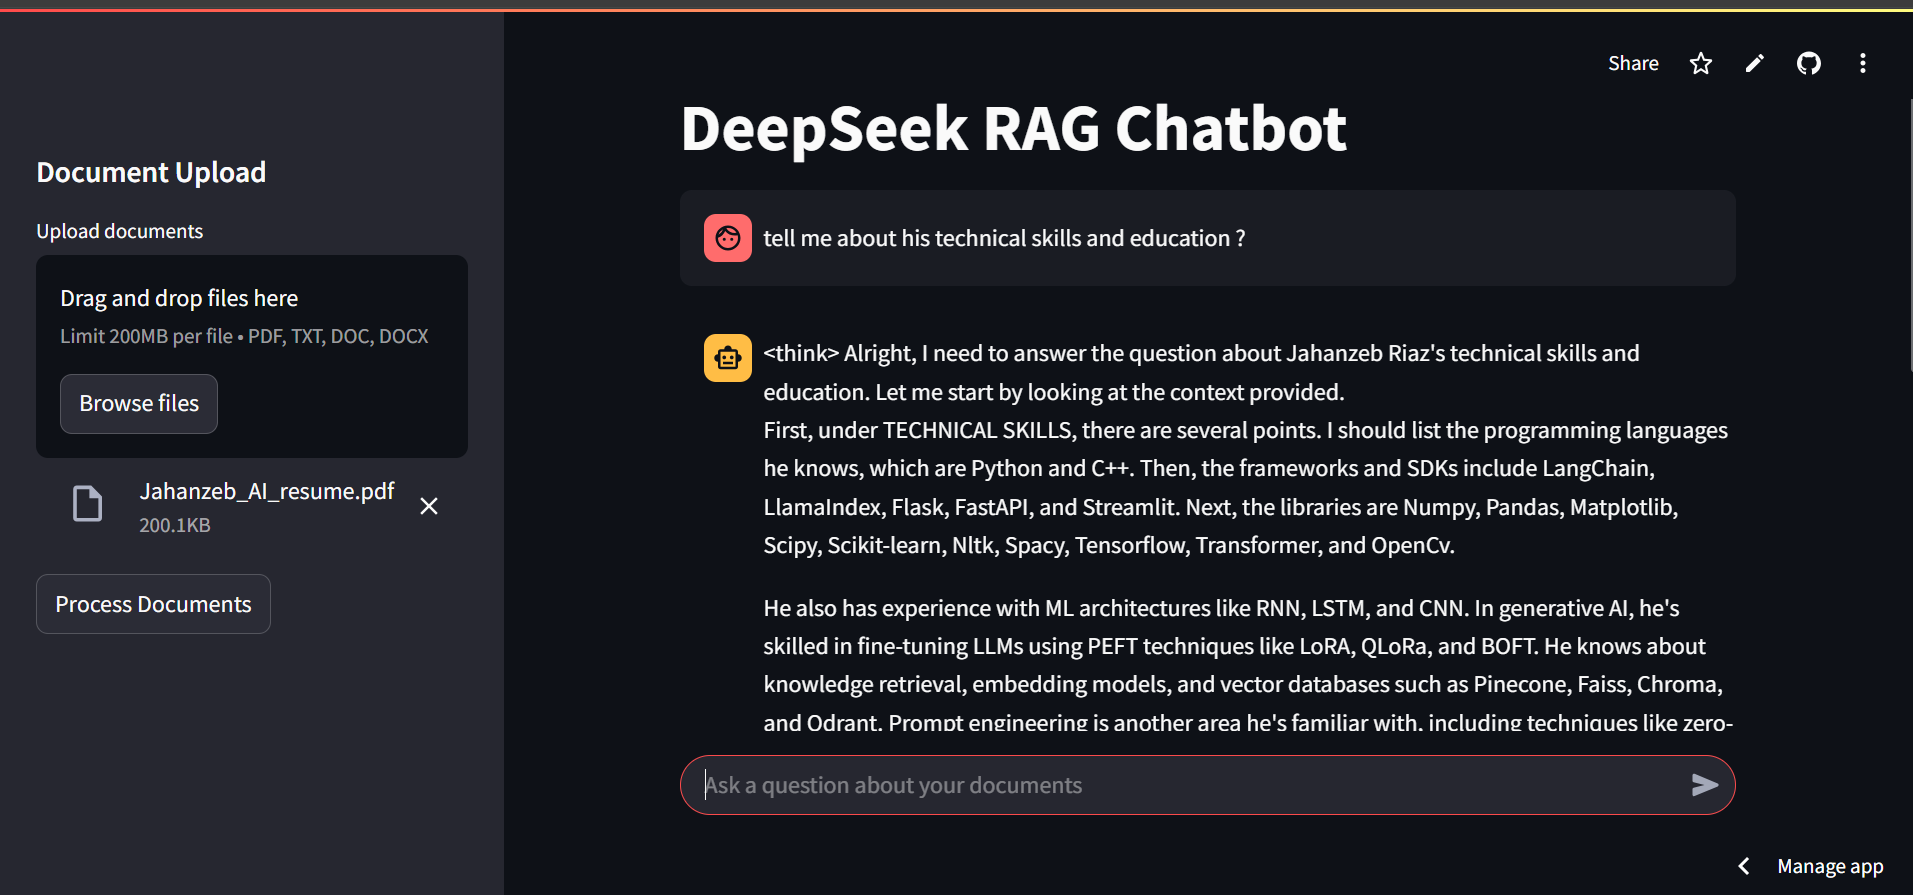 Share
DeepSeek RAG Chatbot
Document Upload
Upload documents
Drag and drop files here
Limit 200MB per file • PDF, TXT, DOC, DOCX
Browse files
Jahanzeb_AI_resume.pdf
200.1KB
Process Documents
tell me about his technical skills and education ?
<think> Alright, I need to answer the question about Jahanzeb Riaz's technical skills and
education. Let me start by looking at the context provided.
First, under TECHNICAL SKILLS, there are several points. I should list the programming languages
he knows, which are Python and C++. Then, the frameworks and SDKs include LangChain,
LlamaIndex, Flask, FastAPI, and Streamlit. Next, the libraries are Numpy, Pandas, Matplotlib,
Scipy, Scikit-learn, Nltk, Spacy, Tensorflow, Transformer, and OpenCv.
He also has experience with ML architectures like RNN, LSTM, and CNN. In generative AI, he's
skilled in fine-tuning LLMs using PEFT techniques like LoRA, QLoRa, and BOFT. He knows about
knowledge retrieval, embedding models, and vector databases such as Pinecone, Faiss, Chroma,
and Qdrant. Prompt engineering is another area he's familiar with, including techniques like zero-
Ask a question about your documents
Manage app